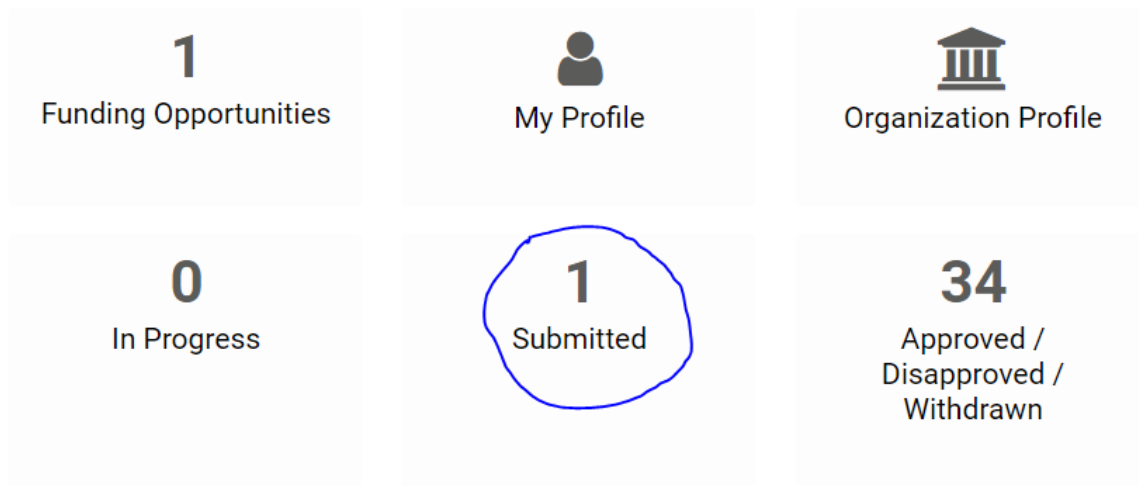 1
Funding Opportunities
My Profile
Organization Profile
0
In Progress
1
Submitted
34
Approved /
Disapproved /
Withdrawn